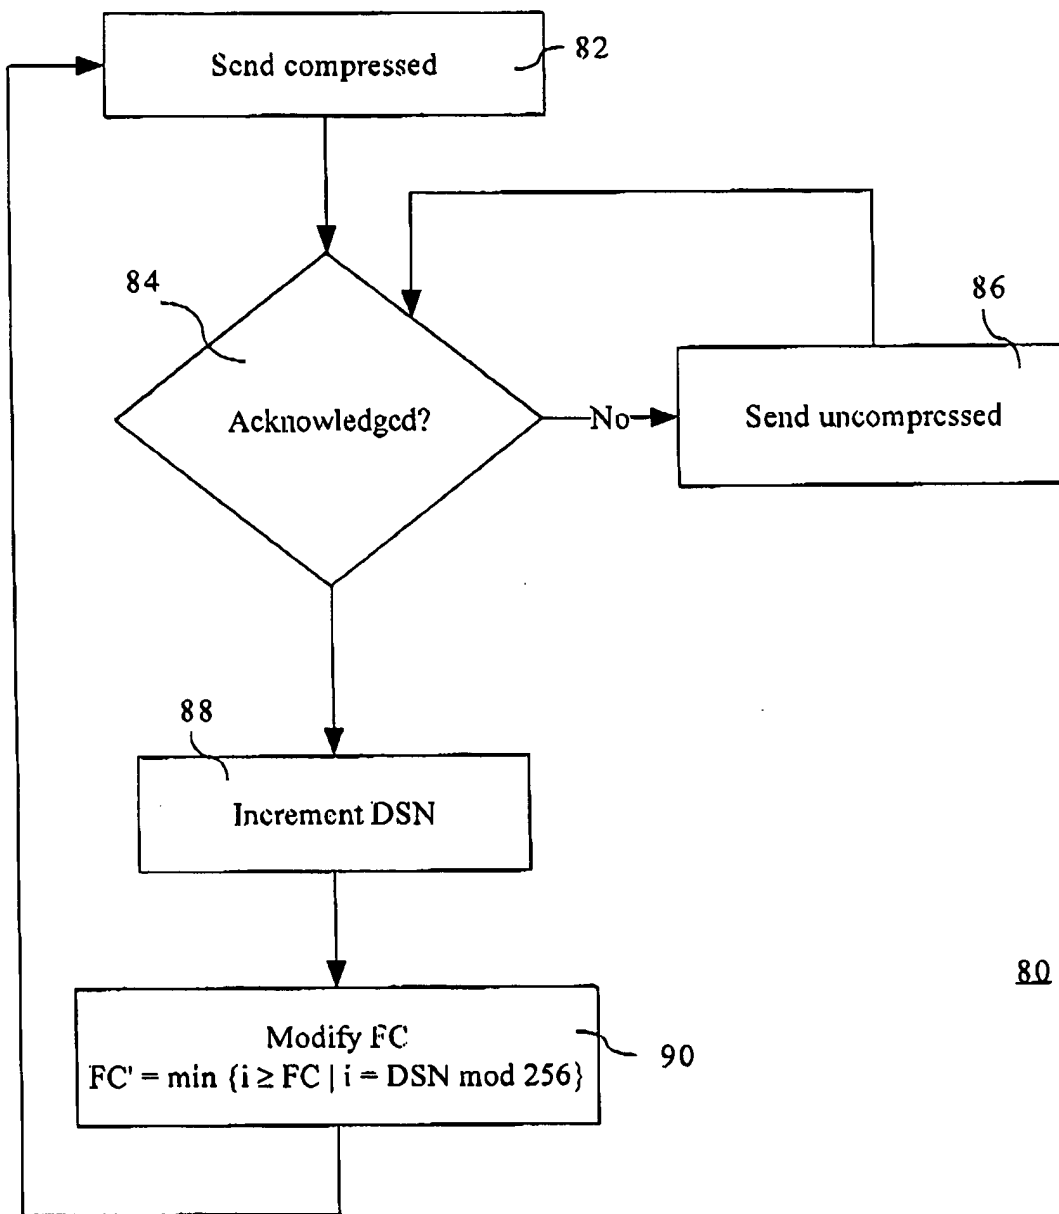 Send compressed
82
84
86
Acknowledged?
No
Send uncompressed
88
Increment DSN
80
Modify FC
FC' = min {i ≥ FC | i = DSN mod 256}
90